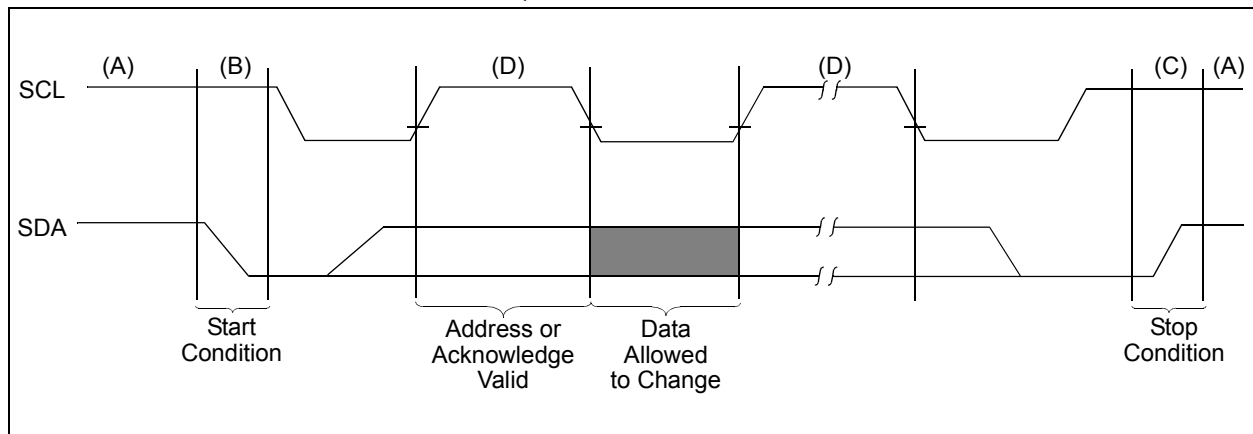 (A) (B) (D) (D) (C) (A)
SCL
SDA
Start
Condition
Address or
Acknowledge
Valid
Data
Allowed
to Change
Stop
Condition